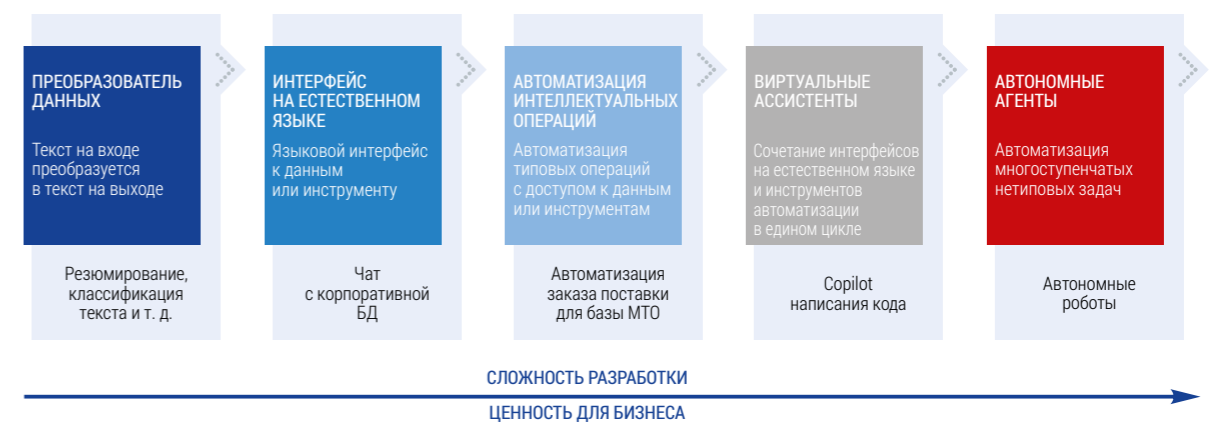 ПРЕОБРАЗОВАТЕЛЬ
ДАННЫХ
Текст на входе
преобразуется
в текст на выходе
Резюмирование,
классификация
текста и т. д.
ИНТЕРФЕЙС
НА ЕСТЕСТВЕННОМ
ЯЗЫКЕ
Языковой интерфейс
к данным
или инструменту
Чат
с корпоративной
БД
АВТОМАТИЗАЦИЯ
ИНТЕЛЛЕКТУАЛЬНЫХ
ОПЕРАЦИЙ
Автоматизация
типовых операций
с доступом к данным
или инструментам
Автоматизация
заказа поставки
для базы МТО
ВИРТУАЛЬНЫЕ
АССИСТЕНТЫ
Сочетание интерфейсов
на естественном языке
и инструментов
автоматизации
в едином цикле
Copilot
написания кода
АВТОНОМНЫЕ
АГЕНТЫ
Автоматизация
многоступенчатых
нетиповых задач
Автономные
роботы
СЛОЖНОСТЬ РАЗРАБОТКИ
ЦЕННОСТЬ ДЛЯ БИЗНЕСА